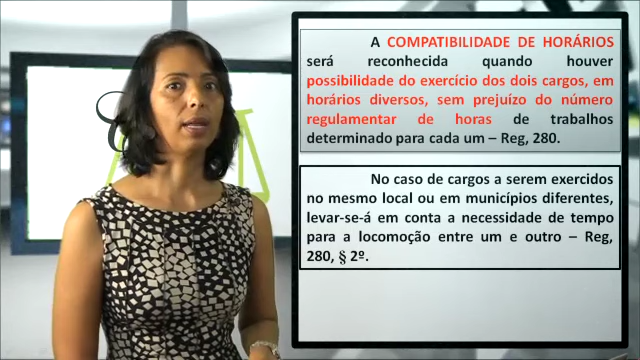 A COMPATIBILIDADE DE HORÁRIOS
será reconhecida quando houver
possibilidade do exercício dos dois cargos, em
horários diversos, sem prejuízo do número
regulamentar de horas de trabalhos
determinado para cada um – Reg, 280.
No caso de cargos a serem exercidos
no mesmo local ou em municípios diferentes,
levar-se-á em conta a necessidade de tempo
para a locomoção entre um e outro – Reg,
280, § 2º.